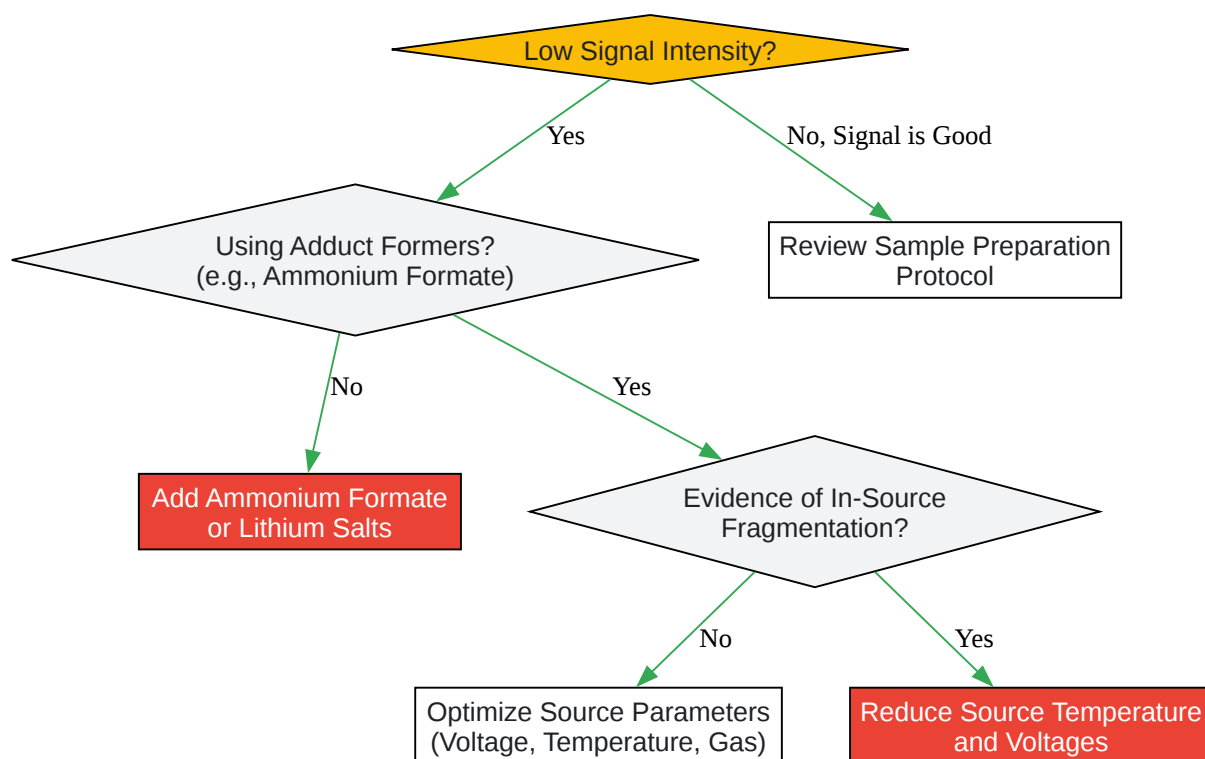 Low Signal Intensity?
Yes
No, Signal is Good
Using Adduct Formers?
(e.g., Ammonium Formate)
Review Sample Preparation
Protocol
No
Yes
Add Ammonium Formate
or Lithium Salts
Evidence of In-Source
Fragmentation?
No
Yes
Optimize Source Parameters
(Voltage, Temperature, Gas)
Reduce Source Temperature
and Voltages